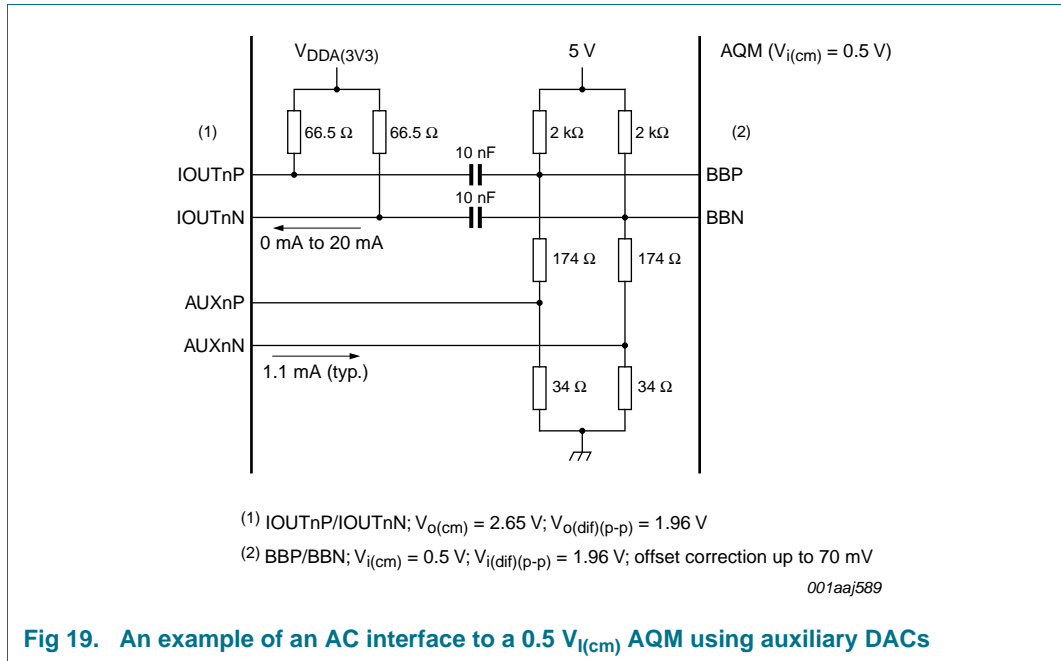 V_DDA(3V3) 5 V AQM (V_i(cm) = 0.5 V)
(1) 66.5 Ω 66.5 Ω 2 kΩ 2 kΩ (2)
10 nF
IOUTnP BBP
10 nF
IOUTnN BBN
0 mA to 20 mA
174 Ω 174 Ω
AUXnP
AUXnN
1.1 mA (typ.)
34 Ω 34 Ω
(1) IOUTnP/IOUTnN; V_o(cm) = 2.65 V; V_o(dif)(p-p) = 1.96 V
(2) BBP/BBN; V_i(cm) = 0.5 V; V_i(dif)(p-p) = 1.96 V; offset correction up to 70 mV
001aaj589
Fig 19. An example of an AC interface to a 0.5 V_I(cm) AQM using auxiliary DACs